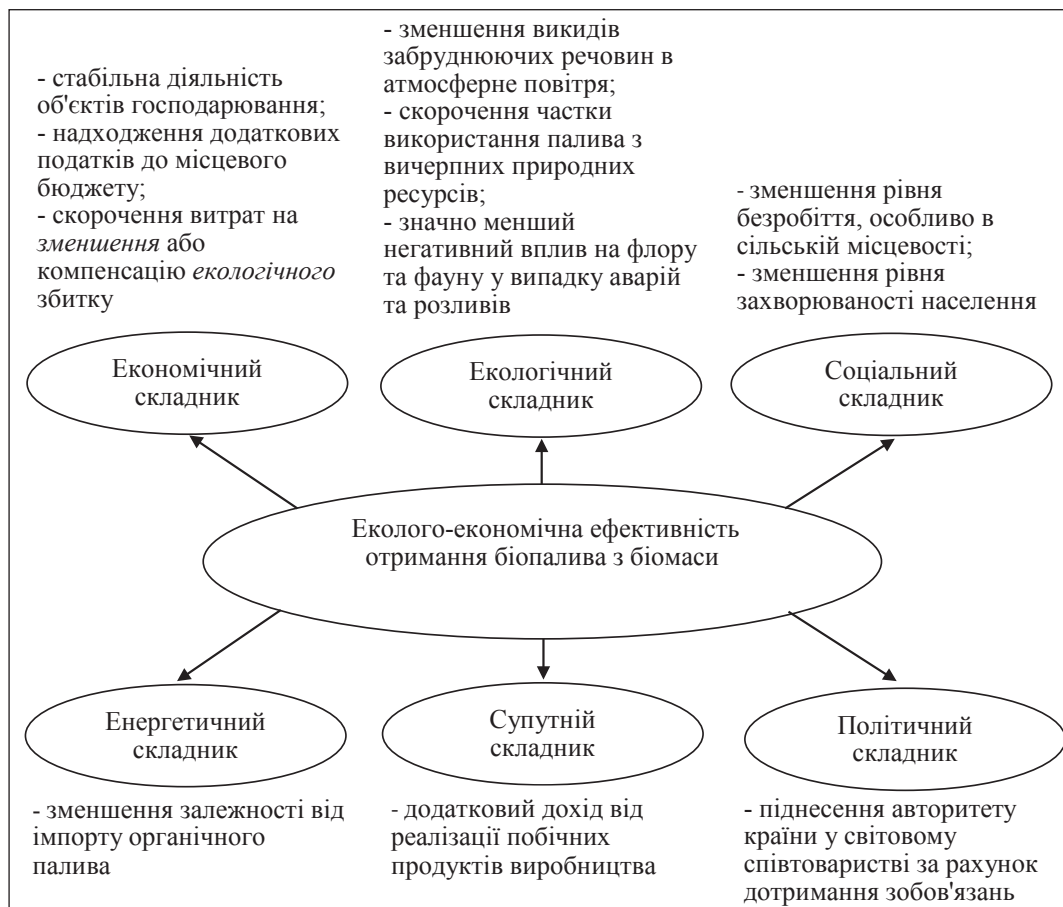 - стабільна діяльність
об'єктів господарювання;
- надходження додаткових
податків до місцевого
бюджету;
- скорочення витрат на
зменшення або
компенсацію екологічного
збитку
- зменшення викидів
забруднюючих речовин в
атмосферне повітря;
- скорочення частки
використання палива з
вичерпних природних
ресурсів;
- значно менший
негативний вплив на флору
та фауну у випадку аварій
та розливів
- зменшення рівня
безробіття, особливо в
сільській місцевості;
- зменшення рівня
захворюваності населення
Економічний
складник
Екологічний
складник
Соціальний
складник
Еколого-економічна ефективність
отримання біопалива з біомаси
Енергетичний
складник
Супутній
складник
Політичний
складник
- зменшення залежності від
імпорту органічного
палива
- додатковий дохід від
реалізації побічних
продуктів виробництва
- піднесення авторитету
країни у світовому
співтоваристві за рахунок
дотримання зобов'язань